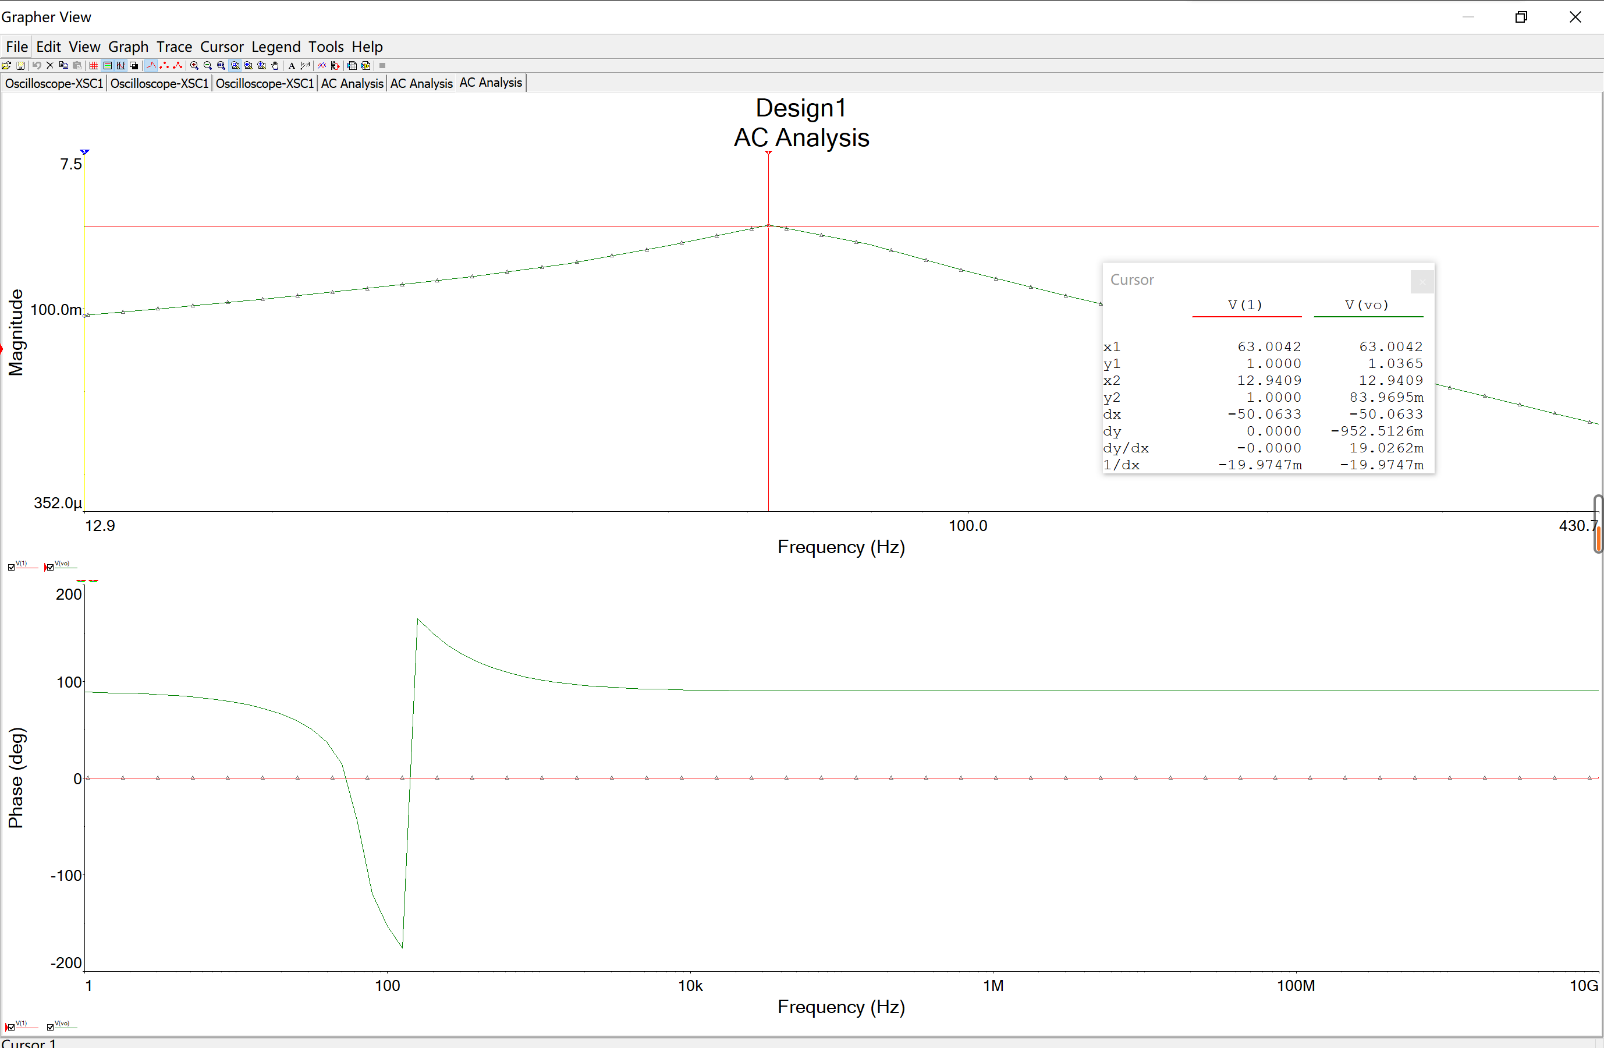 Grapher View
File Edit View Graph Trace Cursor Legend Tools Help
Oscilloscope-XSC1 Oscilloscope-XSC1 Oscilloscope-XSC1 AC Analysis AC Analysis AC Analysis
Design1
AC Analysis
7.5
100.0m
352.0µ
Magnitude
12.9 100.0 430.7
Frequency (Hz)
Cursor
V(1) V(vo)
x1 63.0042 63.0042
y1 1.0000 1.0365
x2 12.9409 12.9409
y2 1.0000 83.9695m
dx -50.0633 -50.0633
dy 0.0000 -952.5126m
dy/dx -0.0000 19.0262m
1/dx -19.9747m -19.9747m
V(1) V(vo)
200
100
0
-100
-200
Phase (deg)
1 100 10k 1M 100M 10G
Frequency (Hz)
V(1) V(vo)
Cursor 1